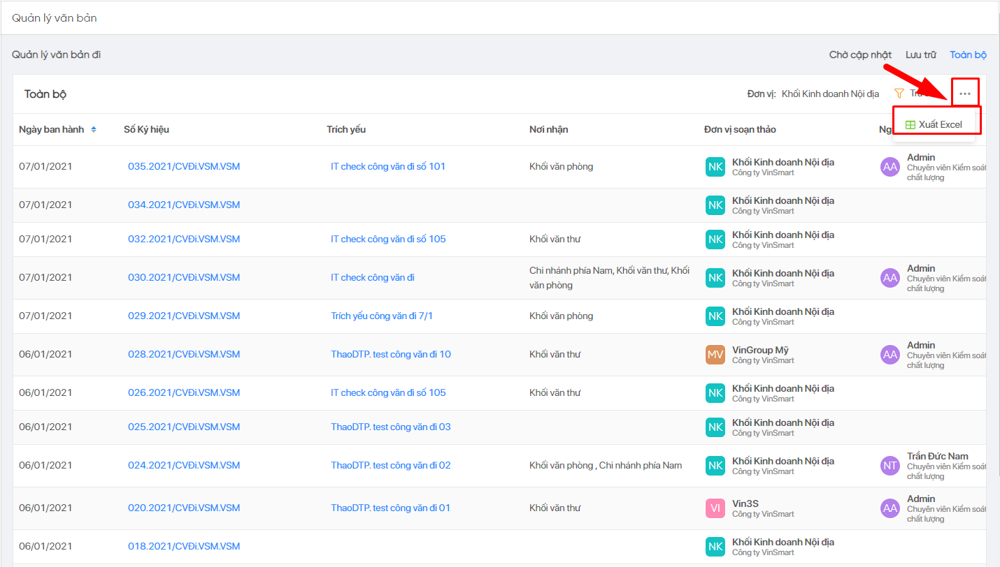 Quản lý văn bản
Quản lý văn bản đi
Chờ cập nhật Lưu trữ Toàn bộ
Toàn bộ
Đơn vị: Khối Kinh doanh Nội địa
Xuất Excel
Ngày ban hành Số Ký hiệu Trích yếu Nơi nhận Đơn vị soạn thảo
07/01/2021 035.2021/CVĐi.VSM.VSM IT check công văn đi số 101 Khối văn phòng NK Khối Kinh doanh Nội địa AA Admin
Công ty VinSmart Chuyên viên Kiểm soát
chất lượng
07/01/2021 034.2021/CVĐi.VSM.VSM NK Khối Kinh doanh Nội địa
Công ty VinSmart
07/01/2021 032.2021/CVĐi.VSM.VSM IT check công văn đi số 105 Khối văn thư NK Khối Kinh doanh Nội địa
Công ty VinSmart
07/01/2021 030.2021/CVĐi.VSM.VSM IT check công văn đi Chi nhánh phía Nam, Khối văn thư, Khối NK Khối Kinh doanh Nội địa AA Admin
văn phòng Công ty VinSmart Chuyên viên Kiểm soát
chất lượng
07/01/2021 029.2021/CVĐi.VSM.VSM Trích yếu công văn đi 7/1 Khối văn phòng NK Khối Kinh doanh Nội địa
Công ty VinSmart
06/01/2021 028.2021/CVĐi.VSM.VSM ThaoDTP. test công văn đi 10 Khối văn thư MV VinGroup Mỹ AA Admin
Công ty VinSmart Chuyên viên Kiểm soát
chất lượng
06/01/2021 026.2021/CVĐi.VSM.VSM IT check công văn đi số 105 Khối văn thư NK Khối Kinh doanh Nội địa
Công ty VinSmart
06/01/2021 025.2021/CVĐi.VSM.VSM ThaoDTP. test công văn đi 03 NK Khối Kinh doanh Nội địa
Công ty VinSmart
06/01/2021 024.2021/CVĐi.VSM.VSM ThaoDTP. test công văn đi 02 Khối văn phòng , Chi nhánh phía Nam NK Khối Kinh doanh Nội địa NT Trần Đức Nam
Công ty VinSmart Chuyên viên Kiểm soát
chất lượng
06/01/2021 020.2021/CVĐi.VSM.VSM ThaoDTP. test công văn đi 01 Khối văn thư VI Vin3S AA Admin
Công ty VinSmart Chuyên viên Kiểm soát
chất lượng
06/01/2021 018.2021/CVĐi.VSM.VSM NK Khối Kinh doanh Nội địa
Công ty VinSmart